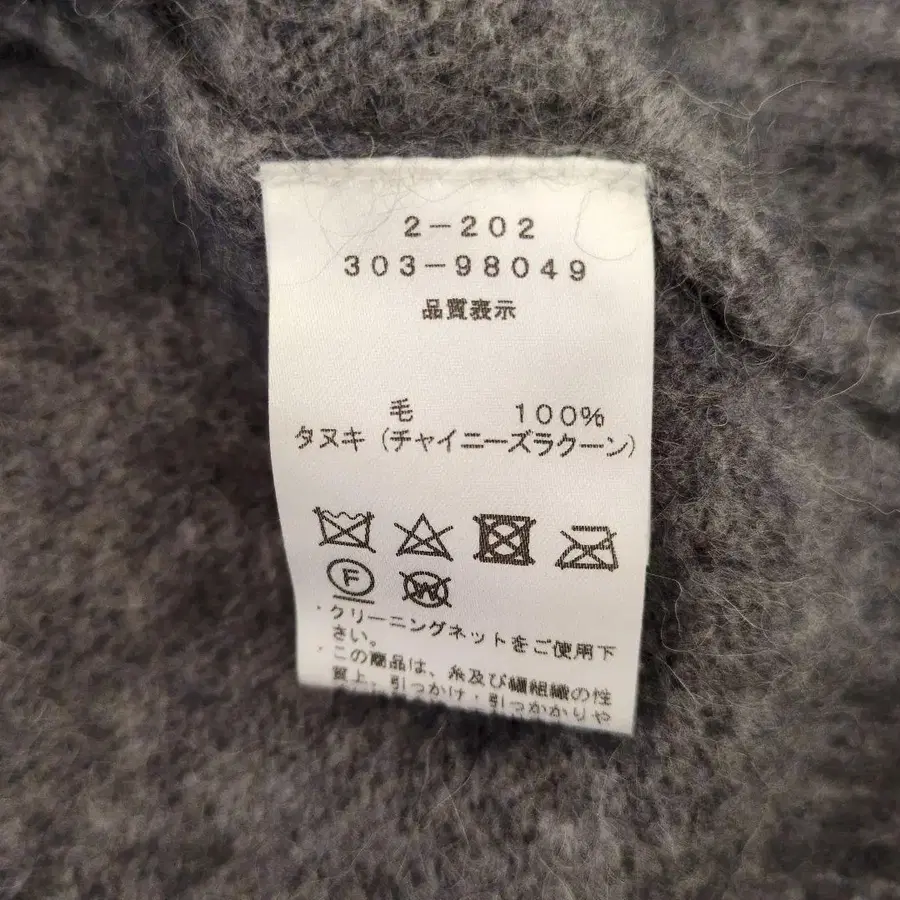 2-202
303-98049
品質表示
毛 100%
タヌキ (チャイニーズラクーン)
F W
・クリーニングネットをご使用下
さい。
・この商品は、糸及び編組織の性
質上、引っかけ・引っかかりや